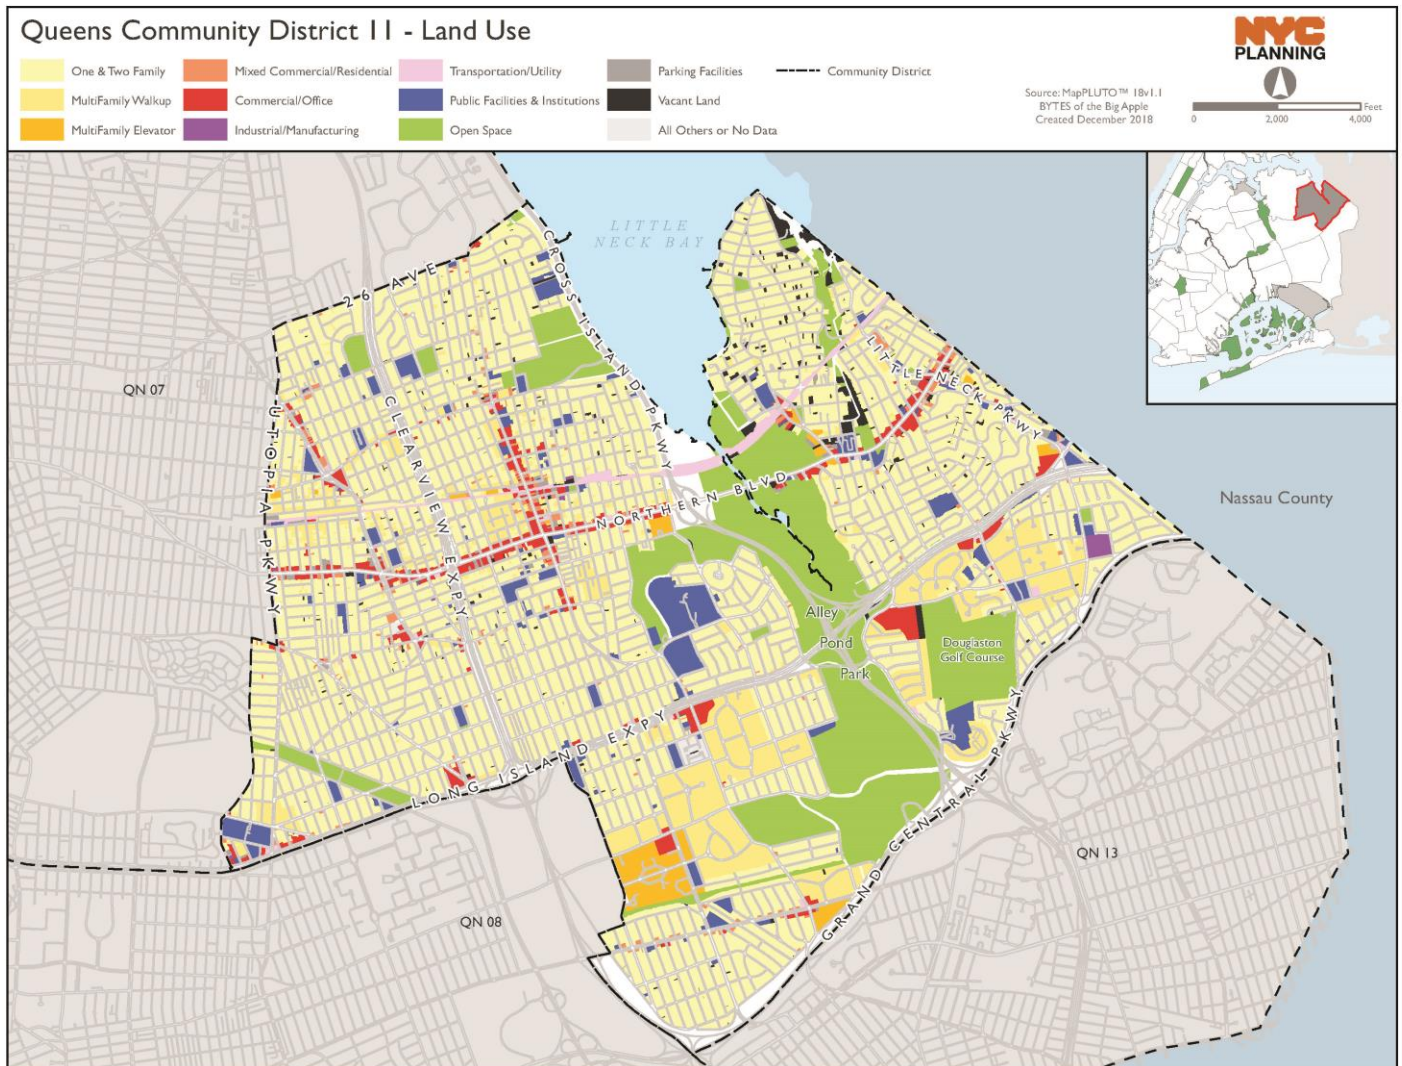 Queens Community District 11 - Land Use
One & Two Family
MultiFamily Walkup
MultiFamily Elevator
Mixed Commercial/Residential
Commercial/Office
Industrial/Manufacturing
Transportation/Utility
Public Facilities & Institutions
Open Space
Parking Facilities
Vacant Land
All Others or No Data
Community District
Source: MapPLUTO™ 18v1.1
BYTES of the Big Apple
Created December 2018
NYC
PLANNING
Feet
0 2,000 4,000
LITTLE
NECK BAY
26 AVE
CROSS ISLAND PKWY
QN 07
UTOPIA PKWY
CLEARVIEW EXPY
LITTLE NECK PKWY
NORTHERN BLVD
Nassau County
Alley
Pond
Park
Douglaston
Golf Course
LONG ISLAND EXPY
GRAND CENTRAL PKWY
QN 13
QN 08